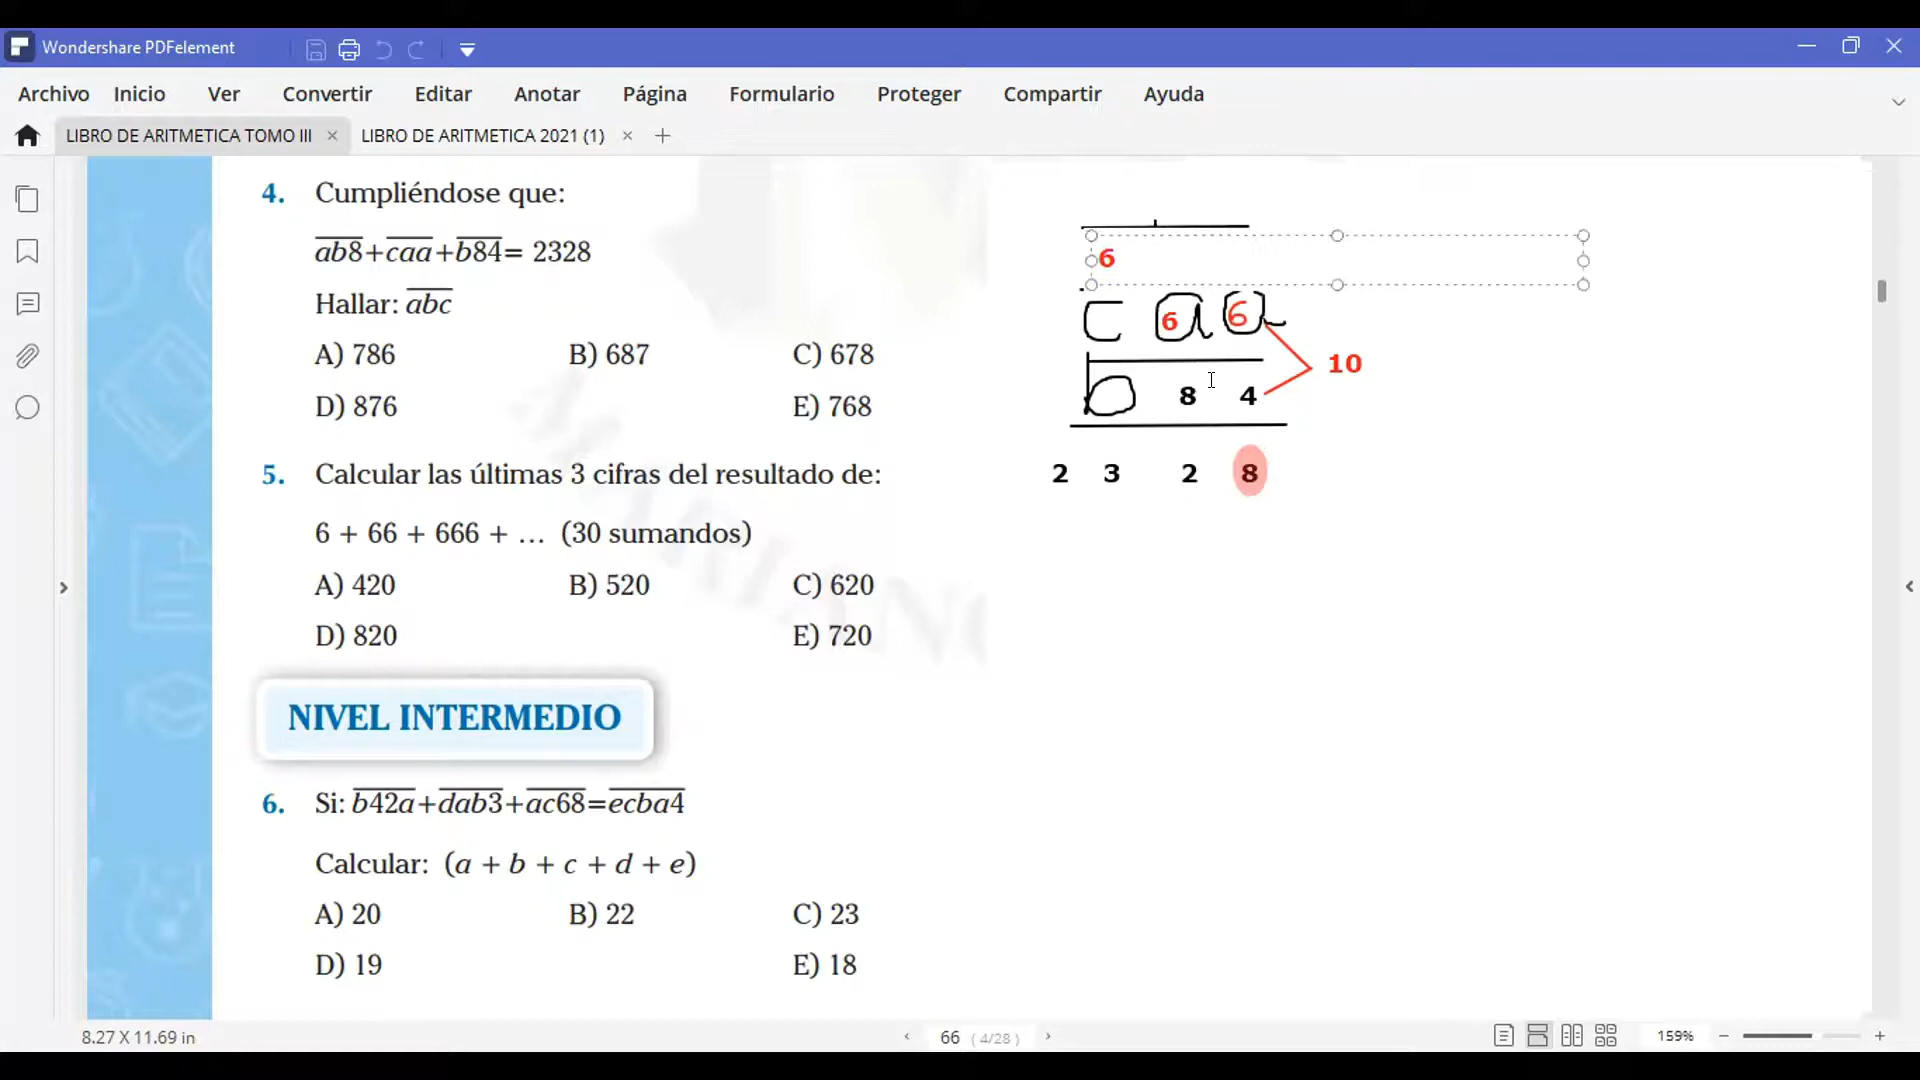 Wondershare PDFelement
Archivo Inicio Ver Convertir Editar Anotar Página Formulario Proteger Compartir Ayuda
LIBRO DE ARITMETICA TOMO III × LIBRO DE ARITMETICA 2021 (1) × +
4. Cumpliéndose que:
ab8+caa+b84= 2328
Hallar: abc
A) 786 B) 687 C) 678
D) 876 E) 768
5. Calcular las últimas 3 cifras del resultado de:
6 + 66 + 666 + … (30 sumandos)
A) 420 B) 520 C) 620
D) 820 E) 720
NIVEL INTERMEDIO
6. Si: b42a+dab3+ac68=ecba4
Calcular: (a + b + c + d + e)
A) 20 B) 22 C) 23
D) 19 E) 18
6
c a 6 a 6
10
b 8 4
2 3 2 8
MARIANO
8.27 X 11.69 in
66 (4/28)
159%